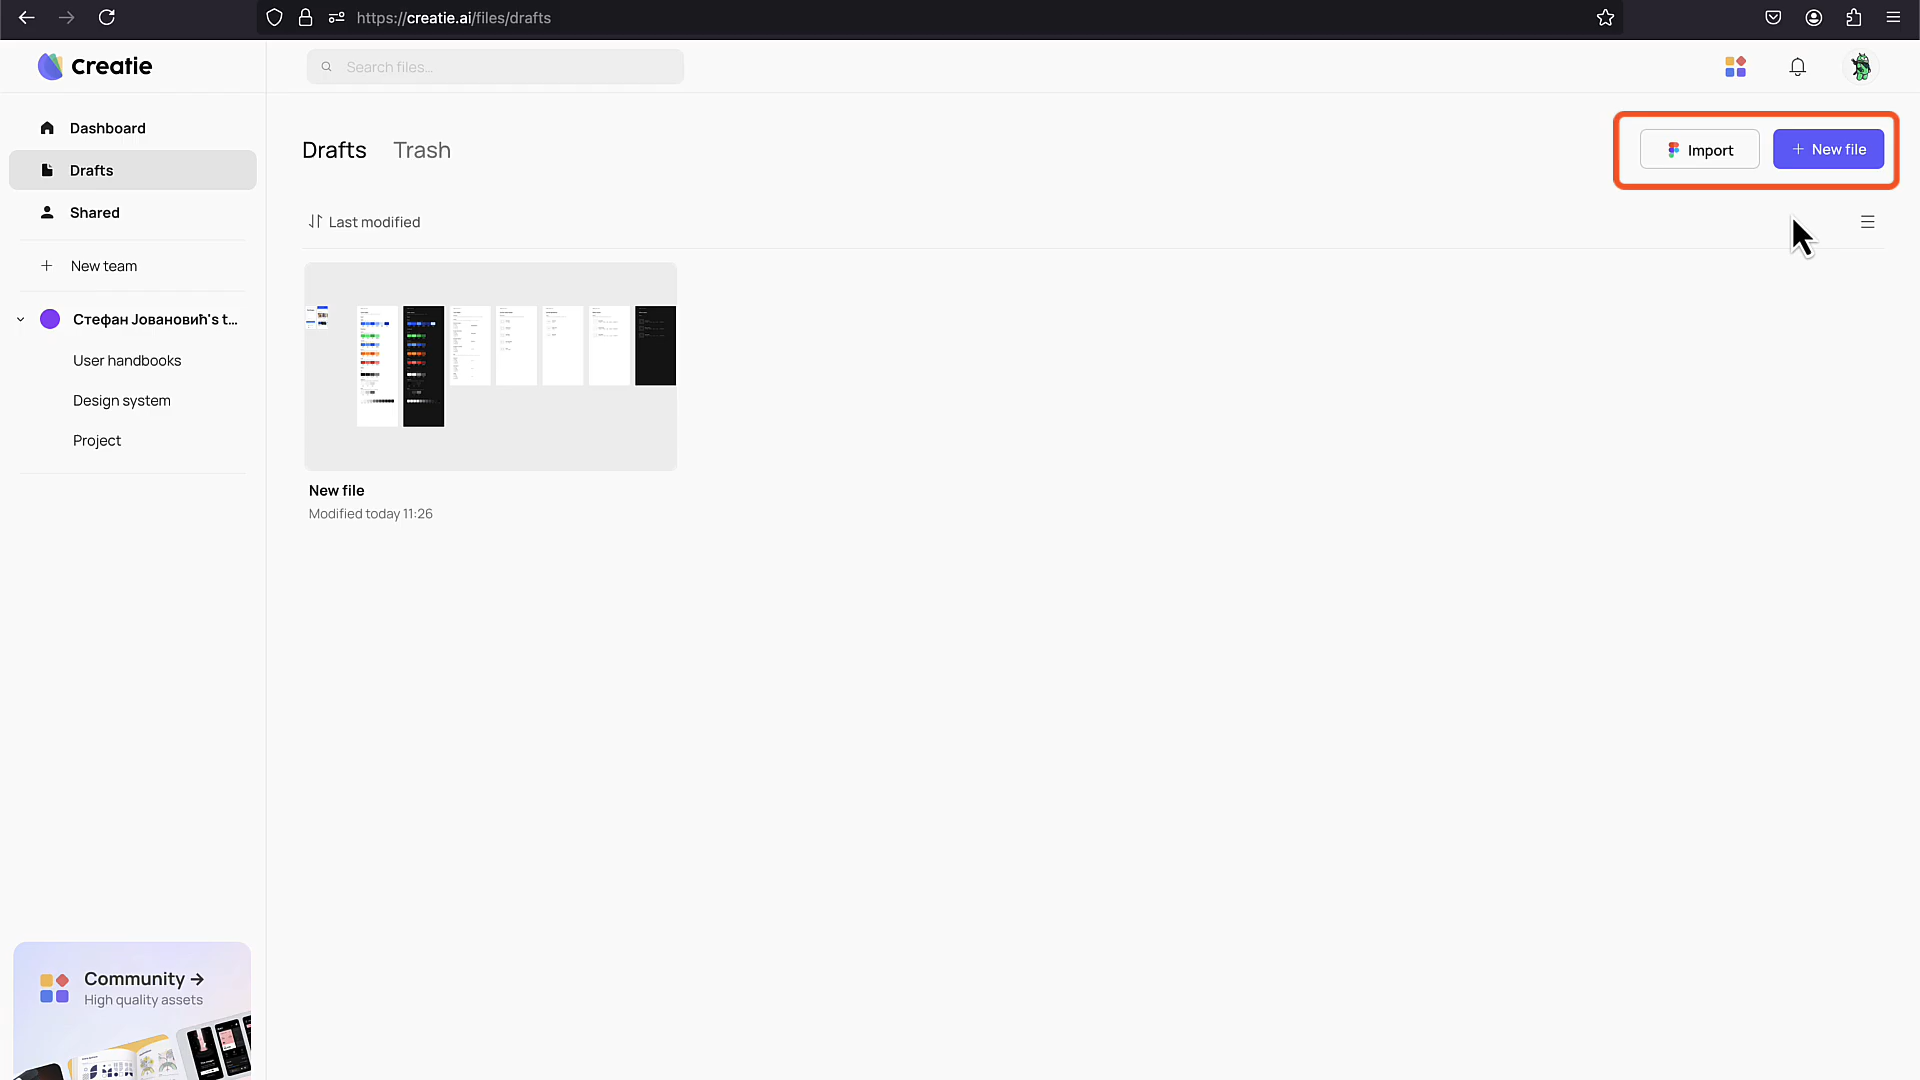 https://creatie.ai/files/drafts
Creatie
Search files...
Dashboard
Drafts
Shared
New team
Стефан Јовановић's t...
User handbooks
Design system
Project
Community →
High quality assets
Drafts
Trash
Import
+ New file
Last modified
New file
Modified today 11:26